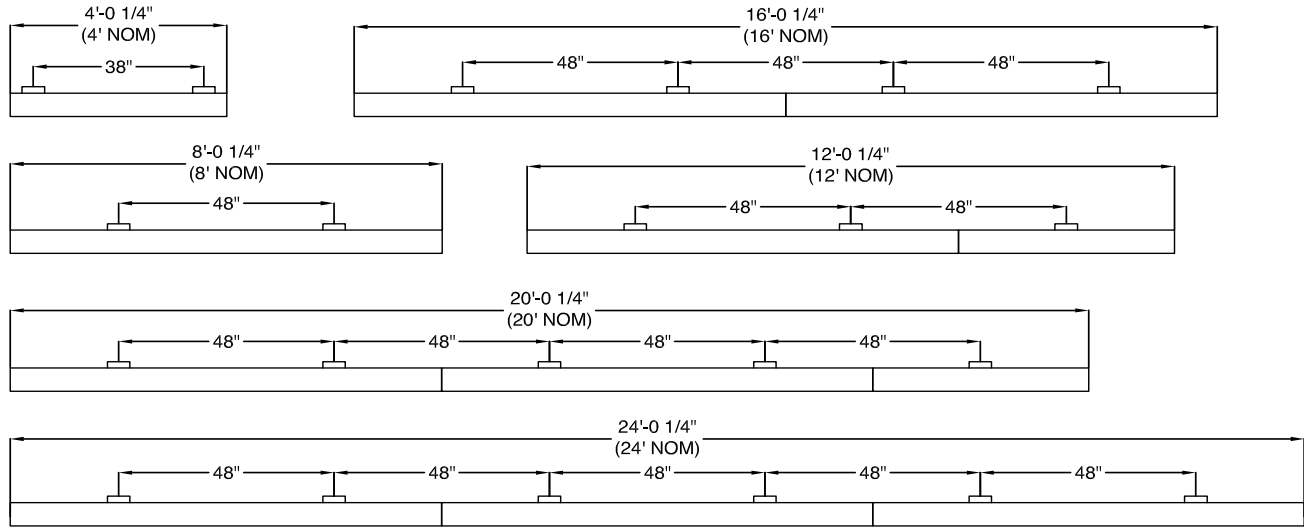 4'-0 1/4"
(4' NOM)
38"
16'-0 1/4"
(16' NOM)
48" 48" 48"
8'-0 1/4"
(8' NOM)
48"
12'-0 1/4"
(12' NOM)
48" 48"
20'-0 1/4"
(20' NOM)
48" 48" 48" 48"
24'-0 1/4"
(24' NOM)
48" 48" 48" 48" 48"